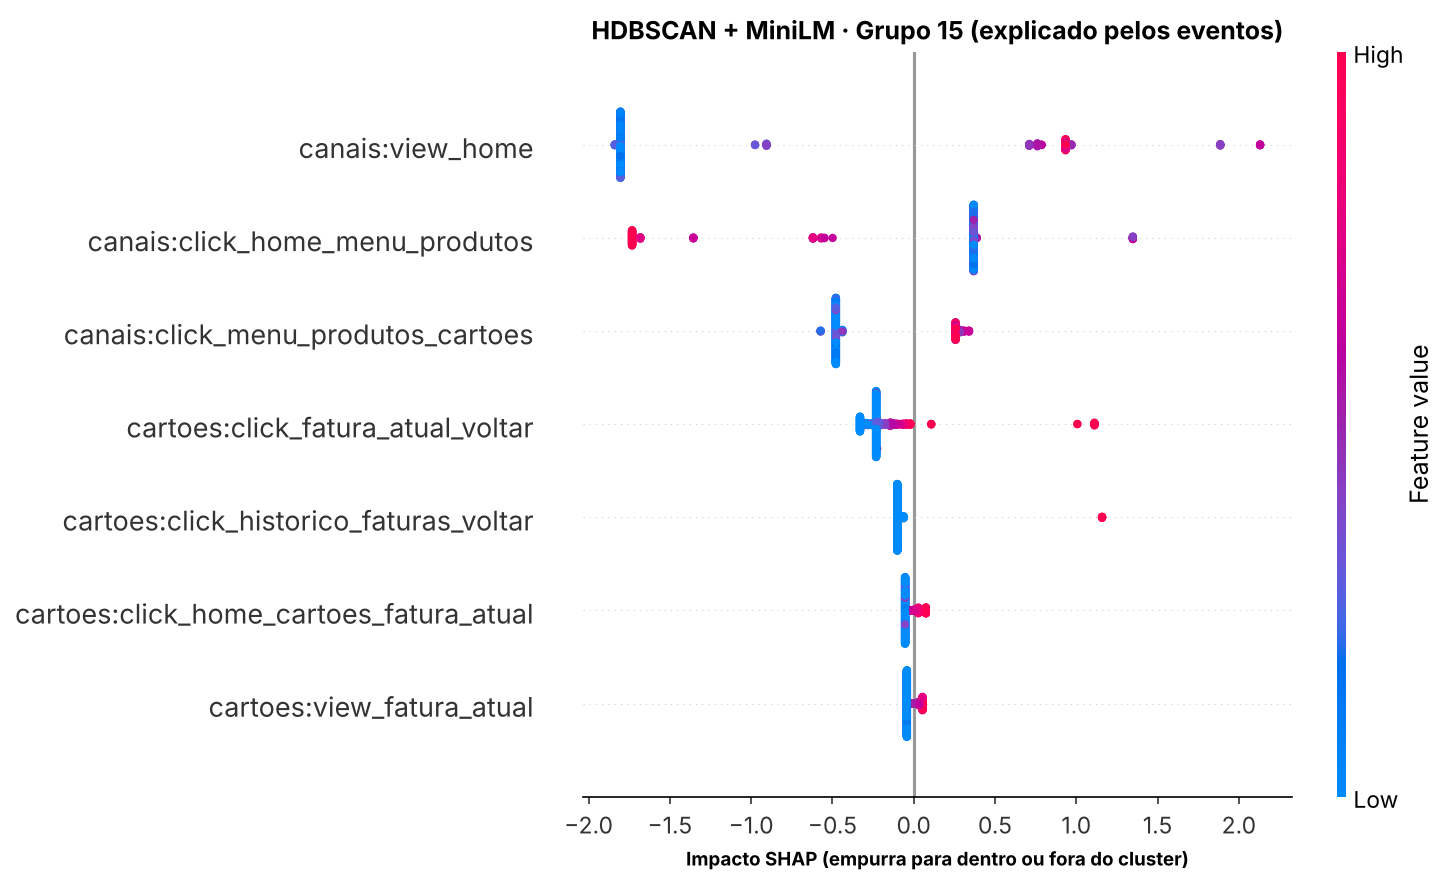 HDBSCAN + MiniLM · Grupo 15 (explicado pelos eventos)
High
canais:view_home
canais:click_home_menu_produtos
canais:click_menu_produtos_cartoes
cartoes:click_fatura_atual_voltar
cartoes:click_historico_faturas_voltar
cartoes:click_home_cartoes_fatura_atual
cartoes:view_fatura_atual
Feature value
Low
−2.0 −1.5 −1.0 −0.5 0.0 0.5 1.0 1.5 2.0
Impacto SHAP (empurra para dentro ou fora do cluster)